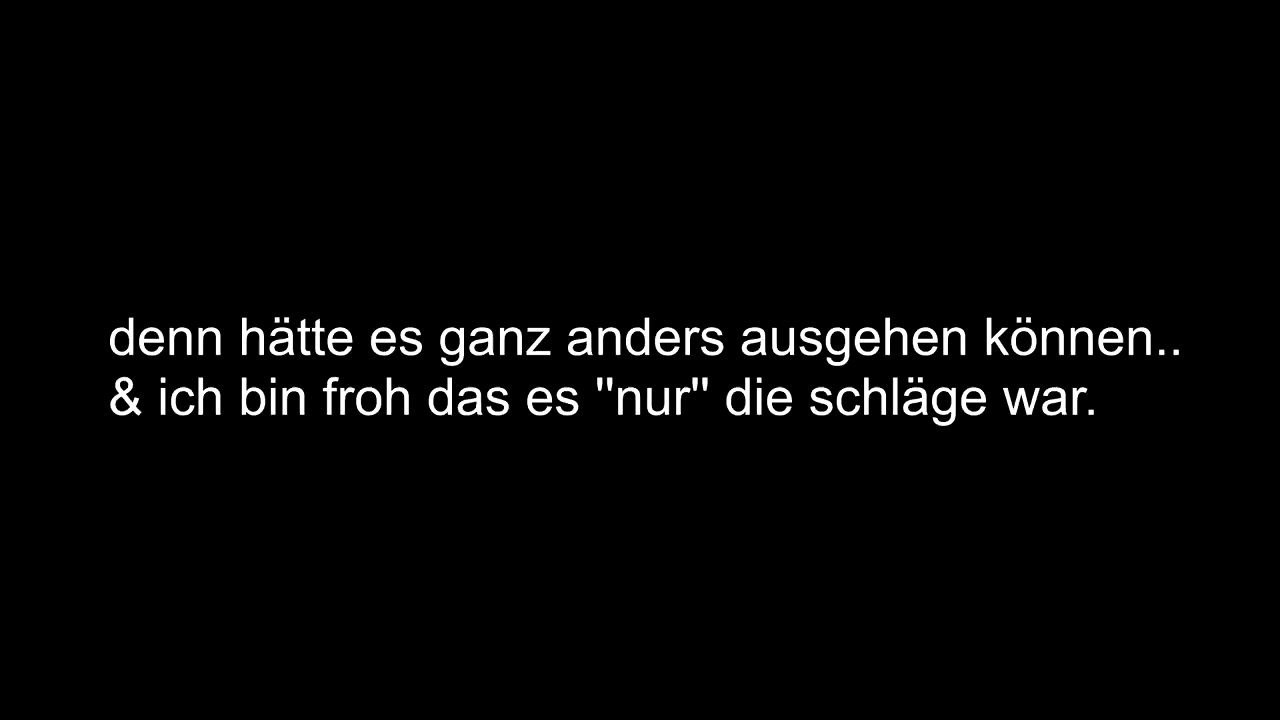 denn hätte es ganz anders ausgehen können..
& ich bin froh das es "nur" die schläge war.